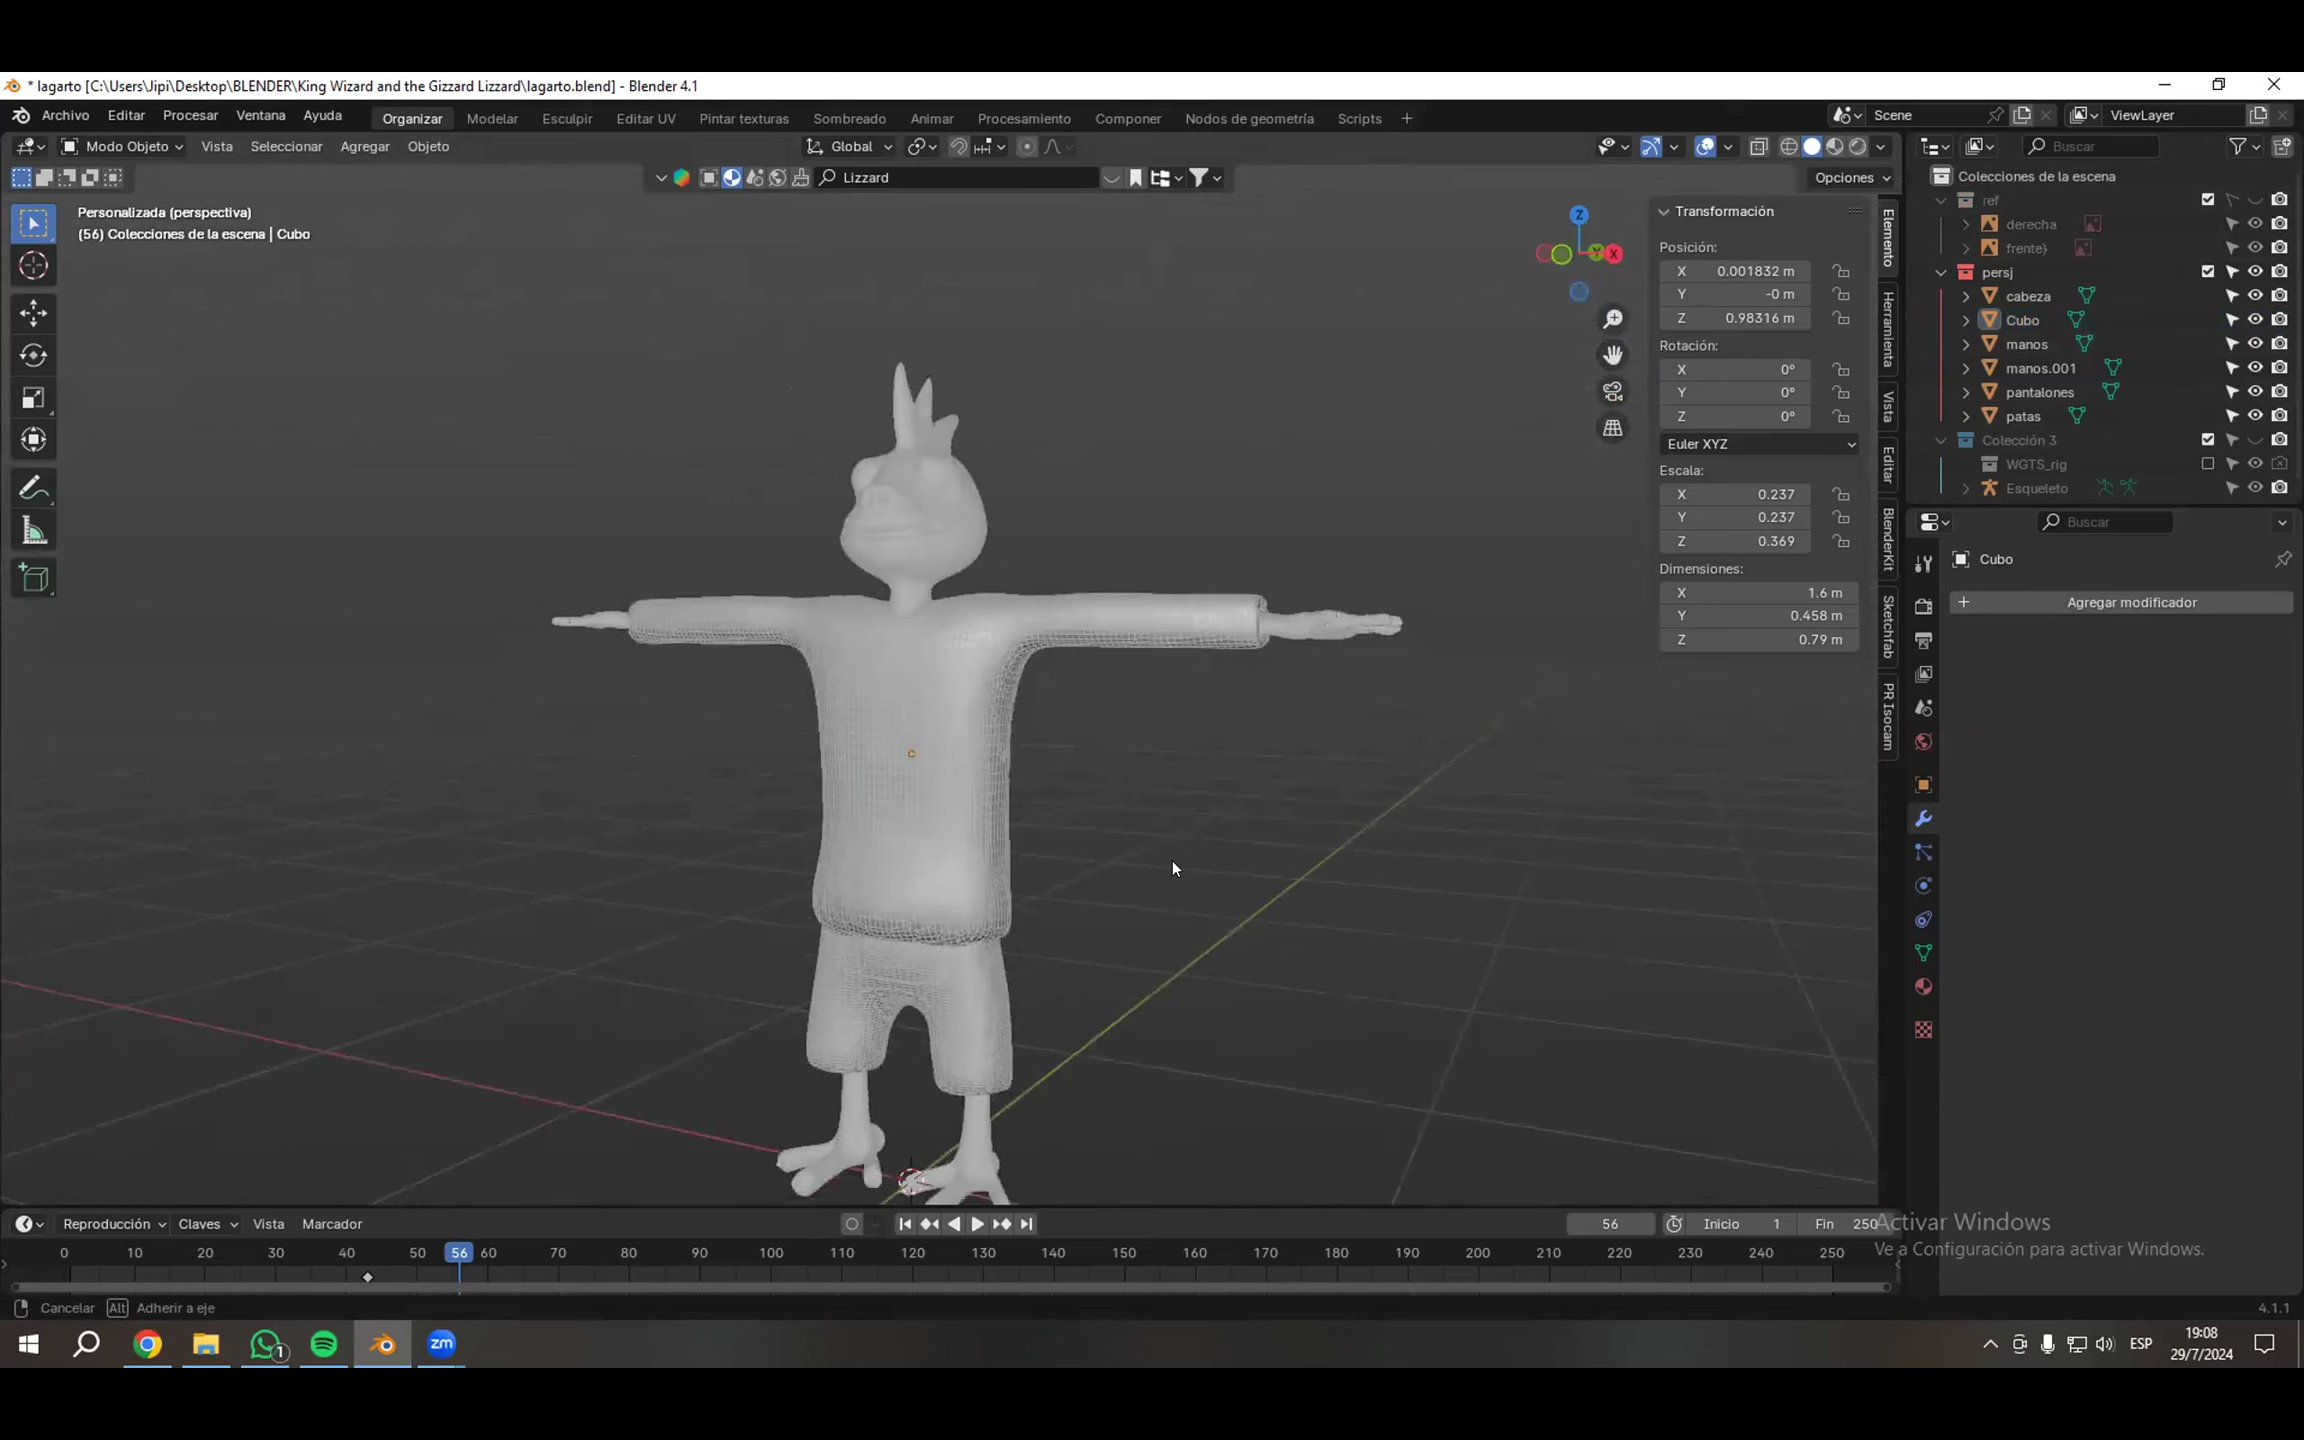 * lagarto [C:\Users\Jipi\Desktop\BLENDER\King Wizard and the Gizzard Lizzard\lagarto.blend] - Blender 4.1
Archivo Editar Procesar Ventana Ayuda Organizar Modelar Esculpir Editar UV Pintar texturas Sombreado Animar Procesamiento Componer Nodos de geometría Scripts + Scene ViewLayer
Modo Objeto Vista Seleccionar Agregar Objeto Global Buscar
Lizzard Opciones
Personalizada (perspectiva)
(56) Colecciones de la escena | Cubo
Z
X
Y
Transformación
Posición:
X 0.001832 m
Y -0 m
Z 0.98316 m
Rotación:
X 0°
Y 0°
Z 0°
Euler XYZ
Escala:
X 0.237
Y 0.237
Z 0.369
Dimensiones:
X 1.6 m
Y 0.458 m
Z 0.79 m
Elemento
Herramienta
Vista
Editar
BlenderKit
Sketchfab
PR Isocam
Colecciones de la escena
ref
derecha
frente}
persj
cabeza
Cubo
manos
manos.001
pantalones
patas
Colección 3
WGTS_rig
Esqueleto
Buscar
Cubo
+ Agregar modificador
Activar Windows
Ve a Configuración para activar Windows.
Reproducción Claves Vista Marcador 56 Inicio 1 Fin 250
0 10 20 30 40 50 56 60 70 80 90 100 110 120 130 140 150 160 170 180 190 200 210 220 230 240 250
Cancelar Alt Adherir a eje 4.1.1
1 zm ESP
19:08
29/7/2024